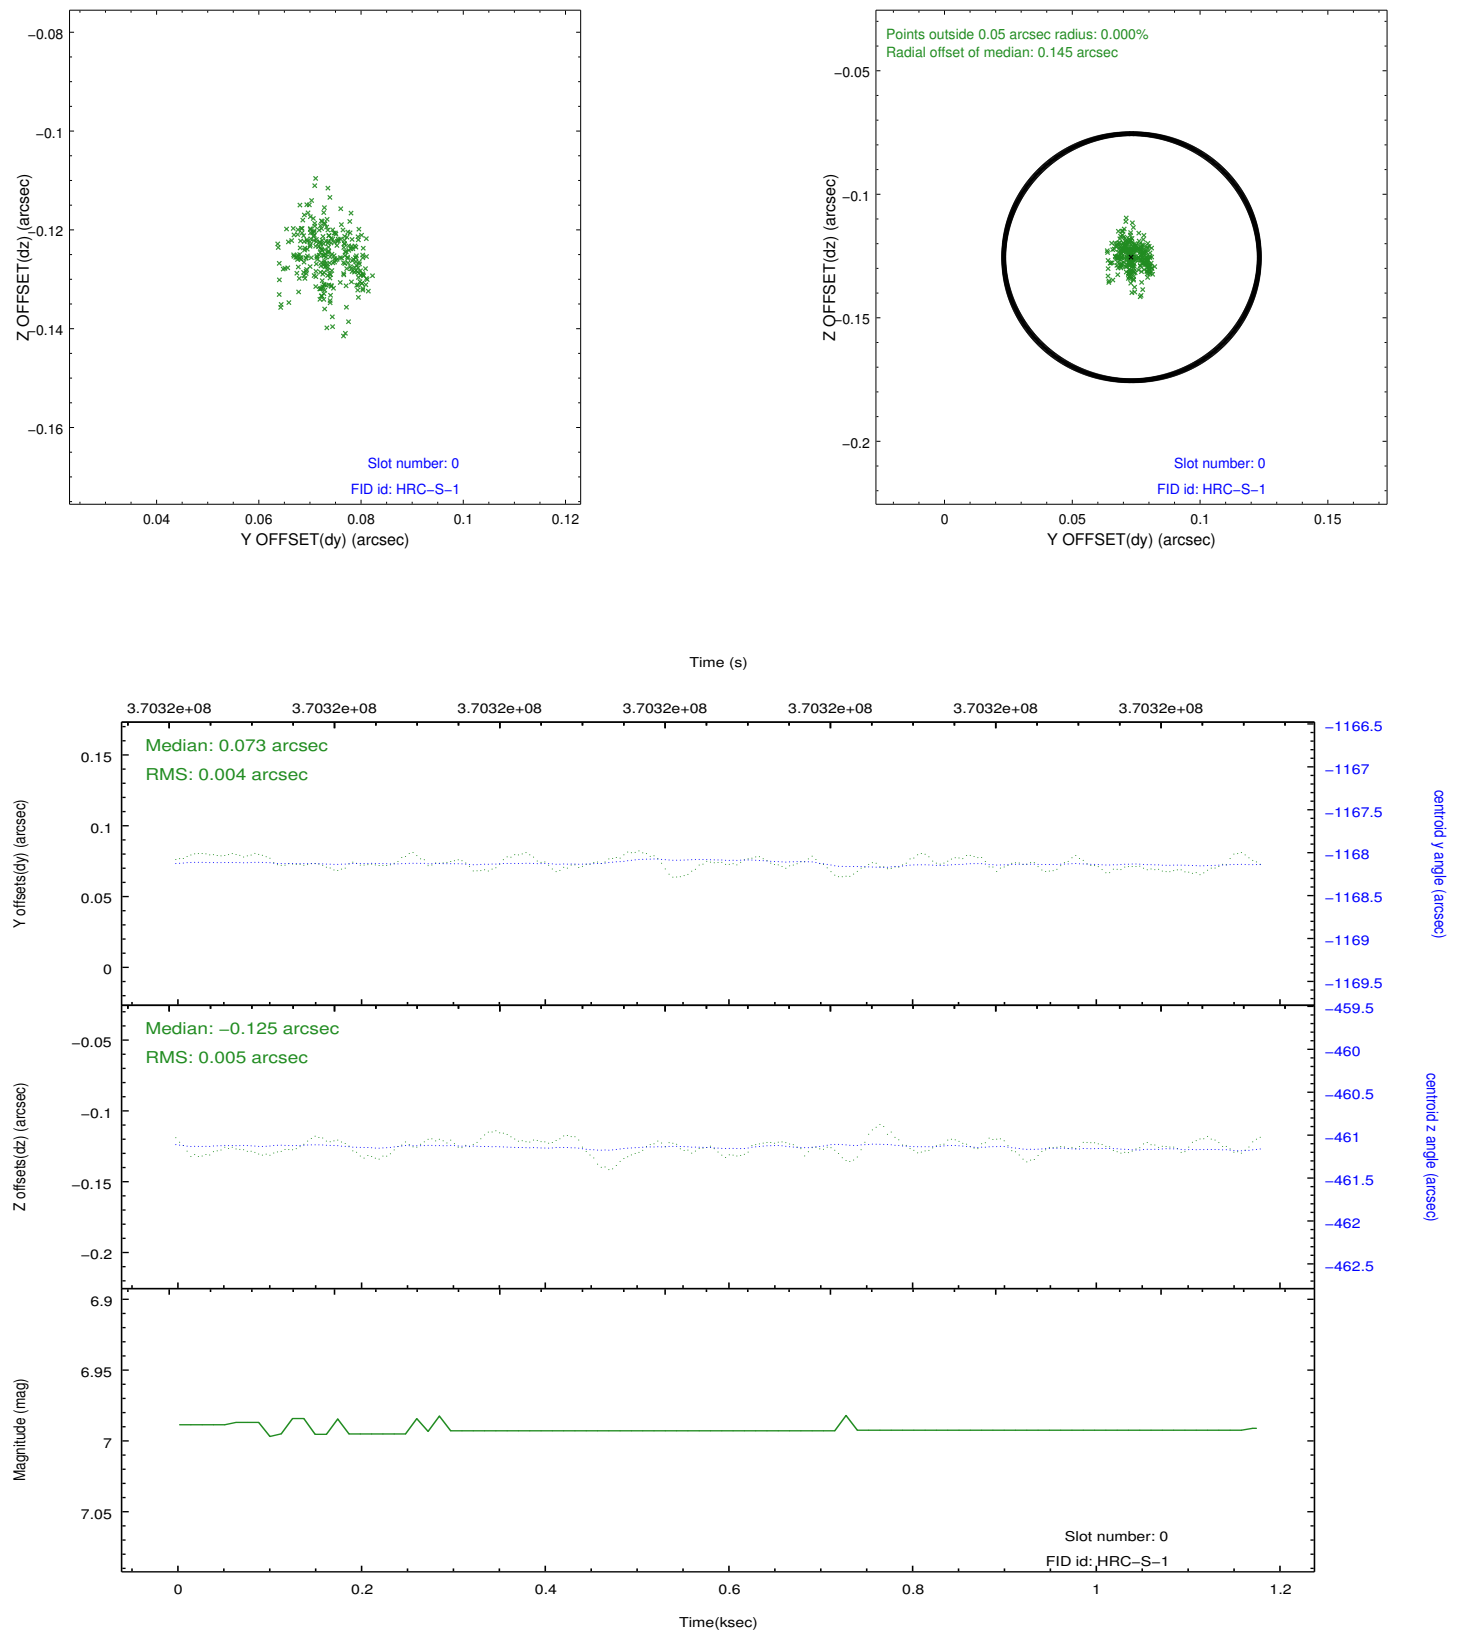 −0.08
−0.1
−0.12
−0.14
−0.16
Z OFFSET(dz) (arcsec)
Slot number: 0
FID id: HRC−S−1
0.04 0.06 0.08 0.1 0.12
Y OFFSET(dy) (arcsec)
Points outside 0.05 arcsec radius: 0.000%
Radial offset of median: 0.145 arcsec
−0.05
−0.1
−0.15
−0.2
Z OFFSET(dz) (arcsec)
Slot number: 0
FID id: HRC−S−1
0 0.05 0.1 0.15
Y OFFSET(dy) (arcsec)
Time (s)
3.7032e+08 3.7032e+08 3.7032e+08 3.7032e+08 3.7032e+08 3.7032e+08 3.7032e+08
Median: 0.073 arcsec
RMS: 0.004 arcsec
0.15
0.1
0.05
0
Y offsets(dy) (arcsec)
−1166.5
−1167
−1167.5
−1168
−1168.5
−1169
−1169.5
centroid y angle (arcsec)
Median: −0.125 arcsec
RMS: 0.005 arcsec
−0.05
−0.1
−0.15
−0.2
Z offsets(dz) (arcsec)
−459.5
−460
−460.5
−461
−461.5
−462
−462.5
centroid z angle (arcsec)
6.9
6.95
7
7.05
Magnitude (mag)
Slot number: 0
FID id: HRC−S−1
0 0.2 0.4 0.6 0.8 1 1.2
Time(ksec)